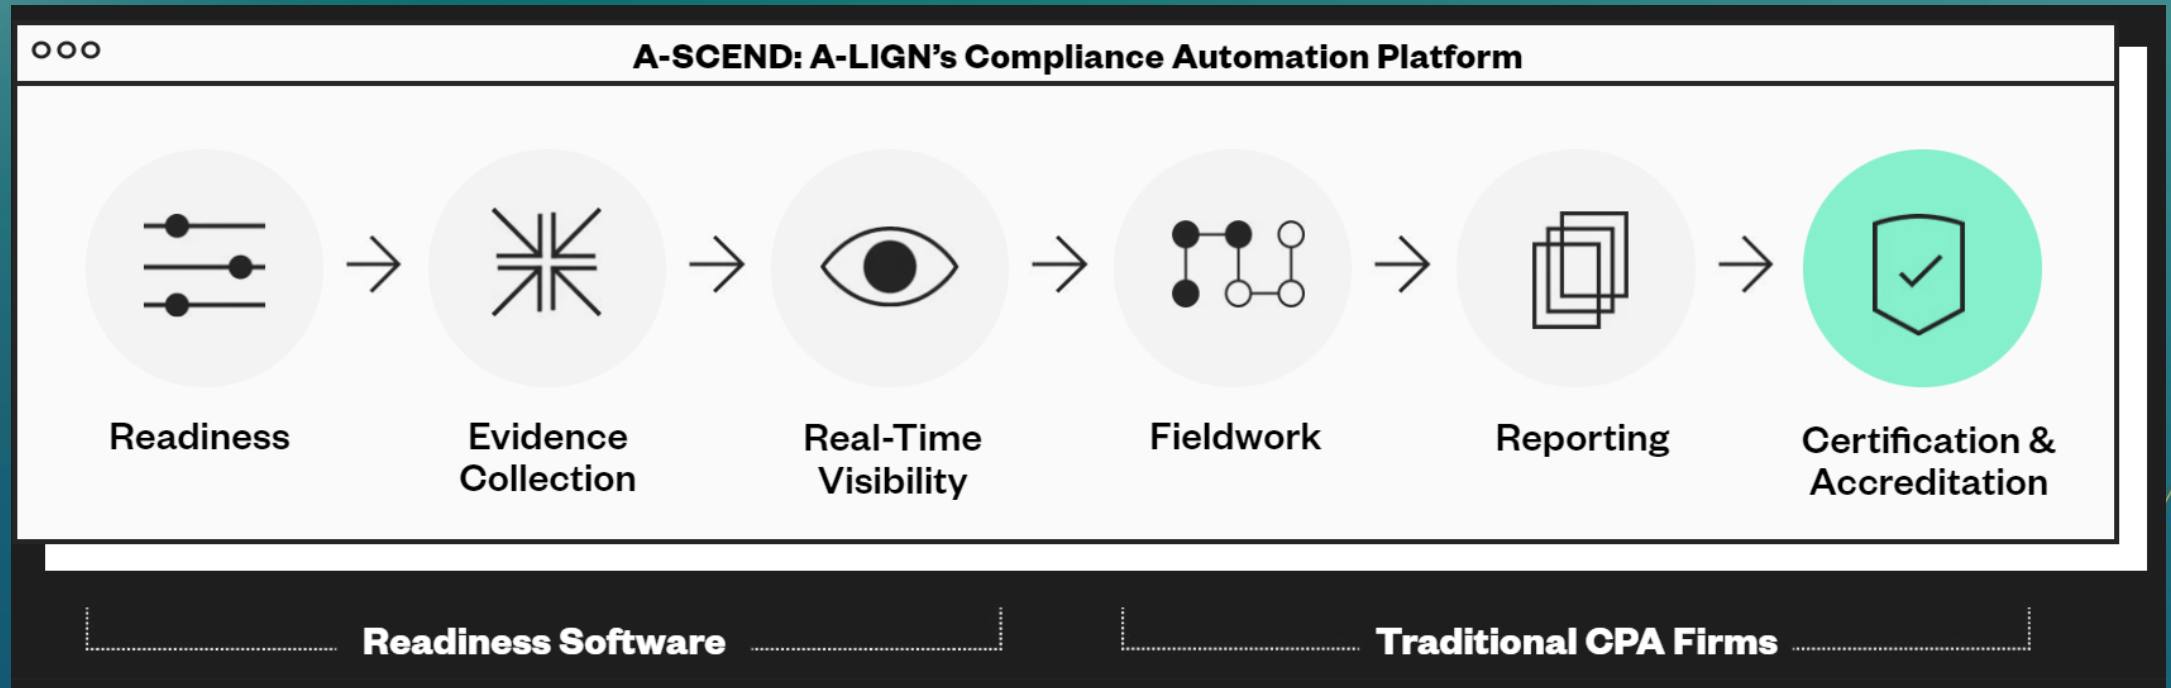 A-SCEND: A-LIGN’s Compliance Automation Platform
Readiness
Evidence
Collection
Real-Time
Visibility
Fieldwork
Reporting
Certification &
Accreditation
Readiness Software
Traditional CPA Firms